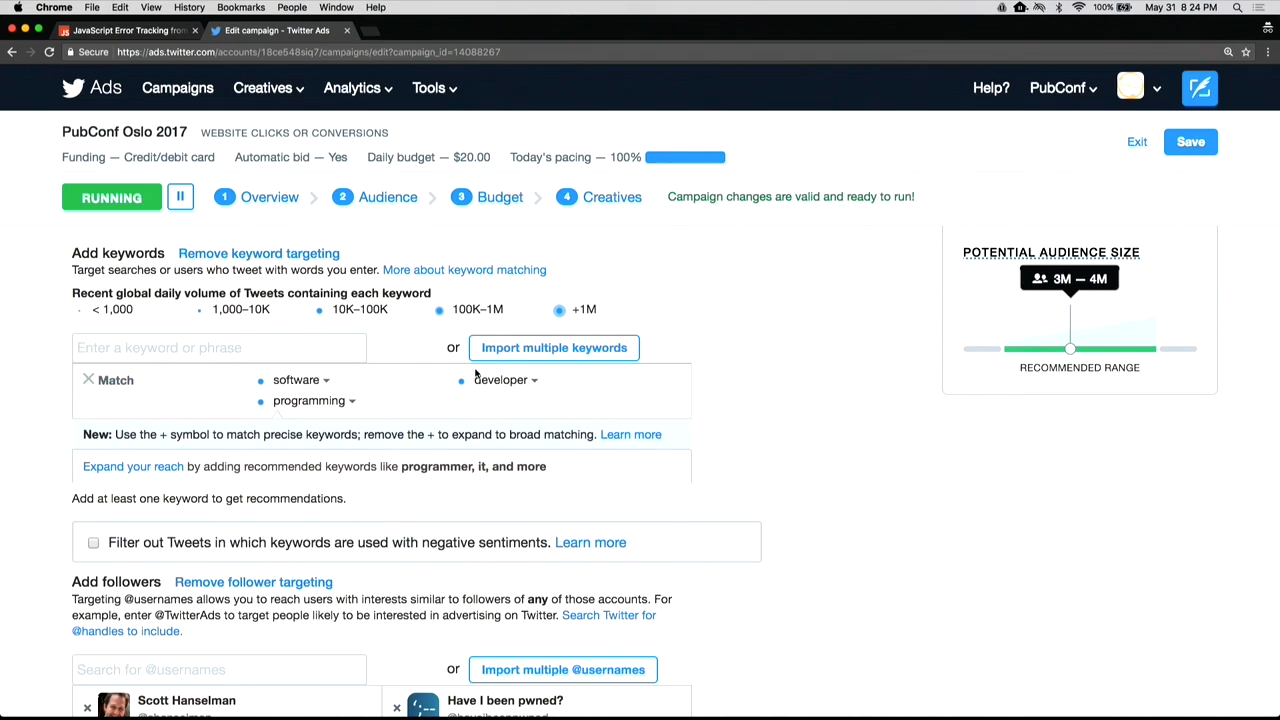 Chrome File Edit View History Bookmarks People Window Help 100% May 31 8:24 PM
JavaScript Error Tracking from × Edit campaign - Twitter Ads ×
Secure https://ads.twitter.com/accounts/18ce548siq7/campaigns/edit?campaign_id=14088267
Ads Campaigns Creatives Analytics Tools Help? PubConf
PubConf Oslo 2017 WEBSITE CLICKS OR CONVERSIONS
Exit Save
Funding — Credit/debit card Automatic bid — Yes Daily budget — $20.00 Today's pacing — 100%
RUNNING 1 Overview 2 Audience 3 Budget 4 Creatives Campaign changes are valid and ready to run!
Add keywords Remove keyword targeting
Target searches or users who tweet with words you enter. More about keyword matching
Recent global daily volume of Tweets containing each keyword
< 1,000 1,000–10K 10K–100K 100K–1M +1M
Enter a keyword or phrase or Import multiple keywords
Match software developer
programming
New: Use the + symbol to match precise keywords; remove the + to expand to broad matching. Learn more
Expand your reach by adding recommended keywords like programmer, it, and more
Add at least one keyword to get recommendations.
Filter out Tweets in which keywords are used with negative sentiments. Learn more
Add followers Remove follower targeting
Targeting @usernames allows you to reach users with interests similar to followers of any of those accounts. For
example, enter @TwitterAds to target people likely to be interested in advertising on Twitter. Search Twitter for
@handles to include.
Search for @usernames or Import multiple @usernames
Scott Hanselman Have I been pwned?
POTENTIAL AUDIENCE SIZE
3M — 4M
RECOMMENDED RANGE